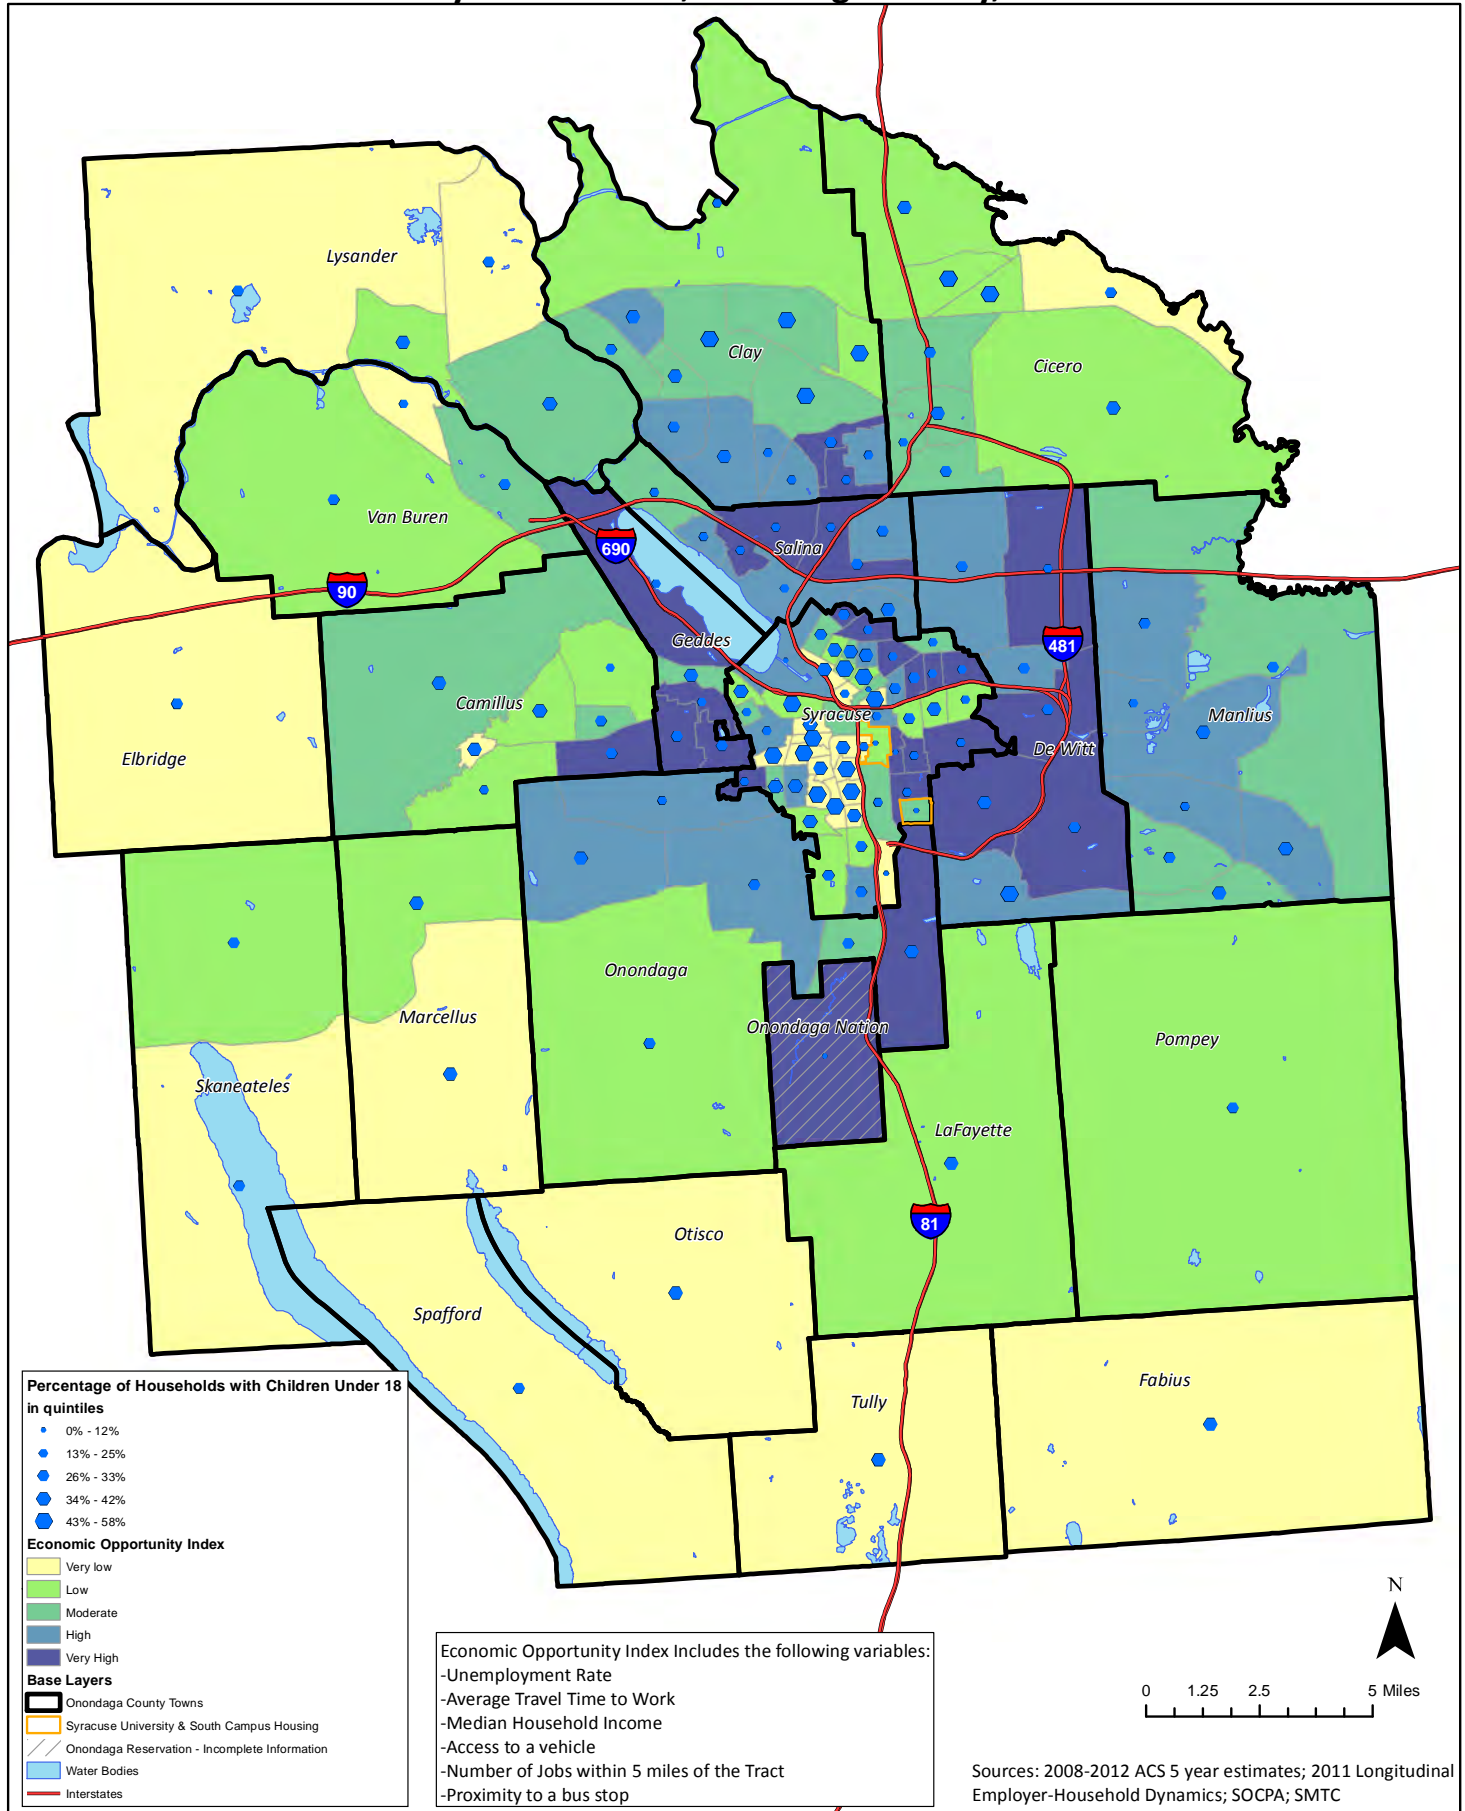 Lysander
Clay
Cicero
Van Buren
690
Salina
90
Geddes
481
Camillus
Syracuse
Manlius
Elbridge
De Witt
Onondaga
Marcellus
Onondaga Nation
Pompey
Skaneateles
LaFayette
81
Otisco
Spafford
Fabius
Tully
Percentage of Households with Children Under 18
in quintiles
0% - 12%
13% - 25%
26% - 33%
34% - 42%
43% - 58%
Economic Opportunity Index
Very low
Low
Moderate
High
Very High
Base Layers
Onondaga County Towns
Syracuse University & South Campus Housing
Onondaga Reservation - Incomplete Information
Water Bodies
Interstates
Economic Opportunity Index Includes the following variables:
-Unemployment Rate
-Average Travel Time to Work
-Median Household Income
-Access to a vehicle
-Number of Jobs within 5 miles of the Tract
-Proximity to a bus stop
N
0 1.25 2.5 5 Miles
Sources: 2008-2012 ACS 5 year estimates; 2011 Longitudinal
Employer-Household Dynamics; SOCPA; SMTC